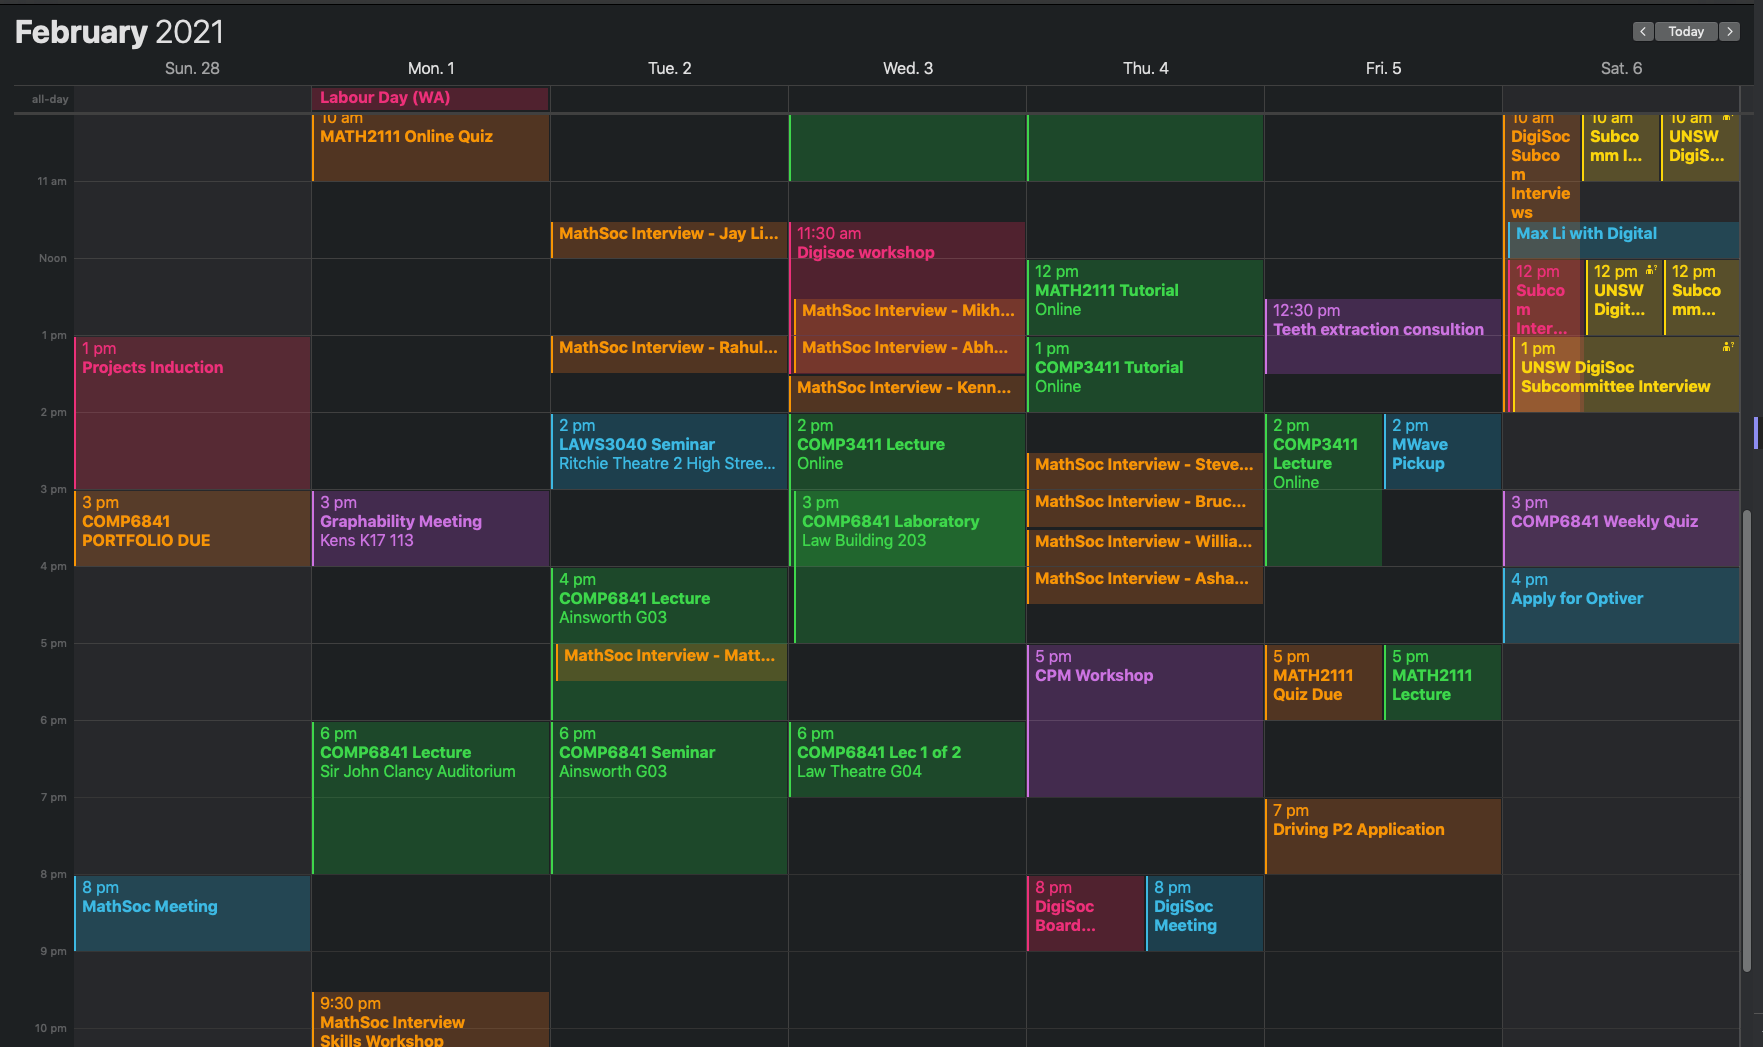 February 2021
Today
Sun. 28
Mon. 1
Tue. 2
Wed. 3
Thu. 4
Fri. 5
Sat. 6
all-day
Labour Day (WA)
11 am
Noon
1 pm
2 pm
3 pm
4 pm
5 pm
6 pm
7 pm
8 pm
9 pm
10 pm
1 pm
Projects Induction
3 pm
COMP6841
PORTFOLIO DUE
8 pm
MathSoc Meeting
10 am
MATH2111 Online Quiz
3 pm
Graphability Meeting
Kens K17 113
6 pm
COMP6841 Lecture
Sir John Clancy Auditorium
9:30 pm
MathSoc Interview
Skills Workshop
MathSoc Interview - Jay Li...
MathSoc Interview - Rahul...
2 pm
LAWS3040 Seminar
Ritchie Theatre 2 High Stree...
4 pm
COMP6841 Lecture
Ainsworth G03
MathSoc Interview - Matt...
6 pm
COMP6841 Seminar
Ainsworth G03
11:30 am
Digisoc workshop
MathSoc Interview - Mikh...
MathSoc Interview - Abh...
MathSoc Interview - Kenn...
2 pm
COMP3411 Lecture
Online
3 pm
COMP6841 Laboratory
Law Building 203
6 pm
COMP6841 Lec 1 of 2
Law Theatre G04
12 pm
MATH2111 Tutorial
Online
1 pm
COMP3411 Tutorial
Online
MathSoc Interview - Steve...
MathSoc Interview - Bruc...
MathSoc Interview - Willia...
MathSoc Interview - Asha...
5 pm
CPM Workshop
8 pm
DigiSoc
Board...
8 pm
DigiSoc
Meeting
12:30 pm
Teeth extraction consultion
2 pm
COMP3411
Lecture
Online
2 pm
MWave
Pickup
5 pm
MATH2111
Quiz Due
5 pm
MATH2111
Lecture
7 pm
Driving P2 Application
10 am
DigiSoc
Subco
m
Intervie
ws
10 am
Subco
mm I...
10 am
UNSW
DigiS...
Max Li with Digital
12 pm
Subco
m
Inter...
12 pm
UNSW
Digit...
12 pm
Subco
mm...
1 pm
UNSW DigiSoc
Subcommittee Interview
3 pm
COMP6841 Weekly Quiz
4 pm
Apply for Optiver